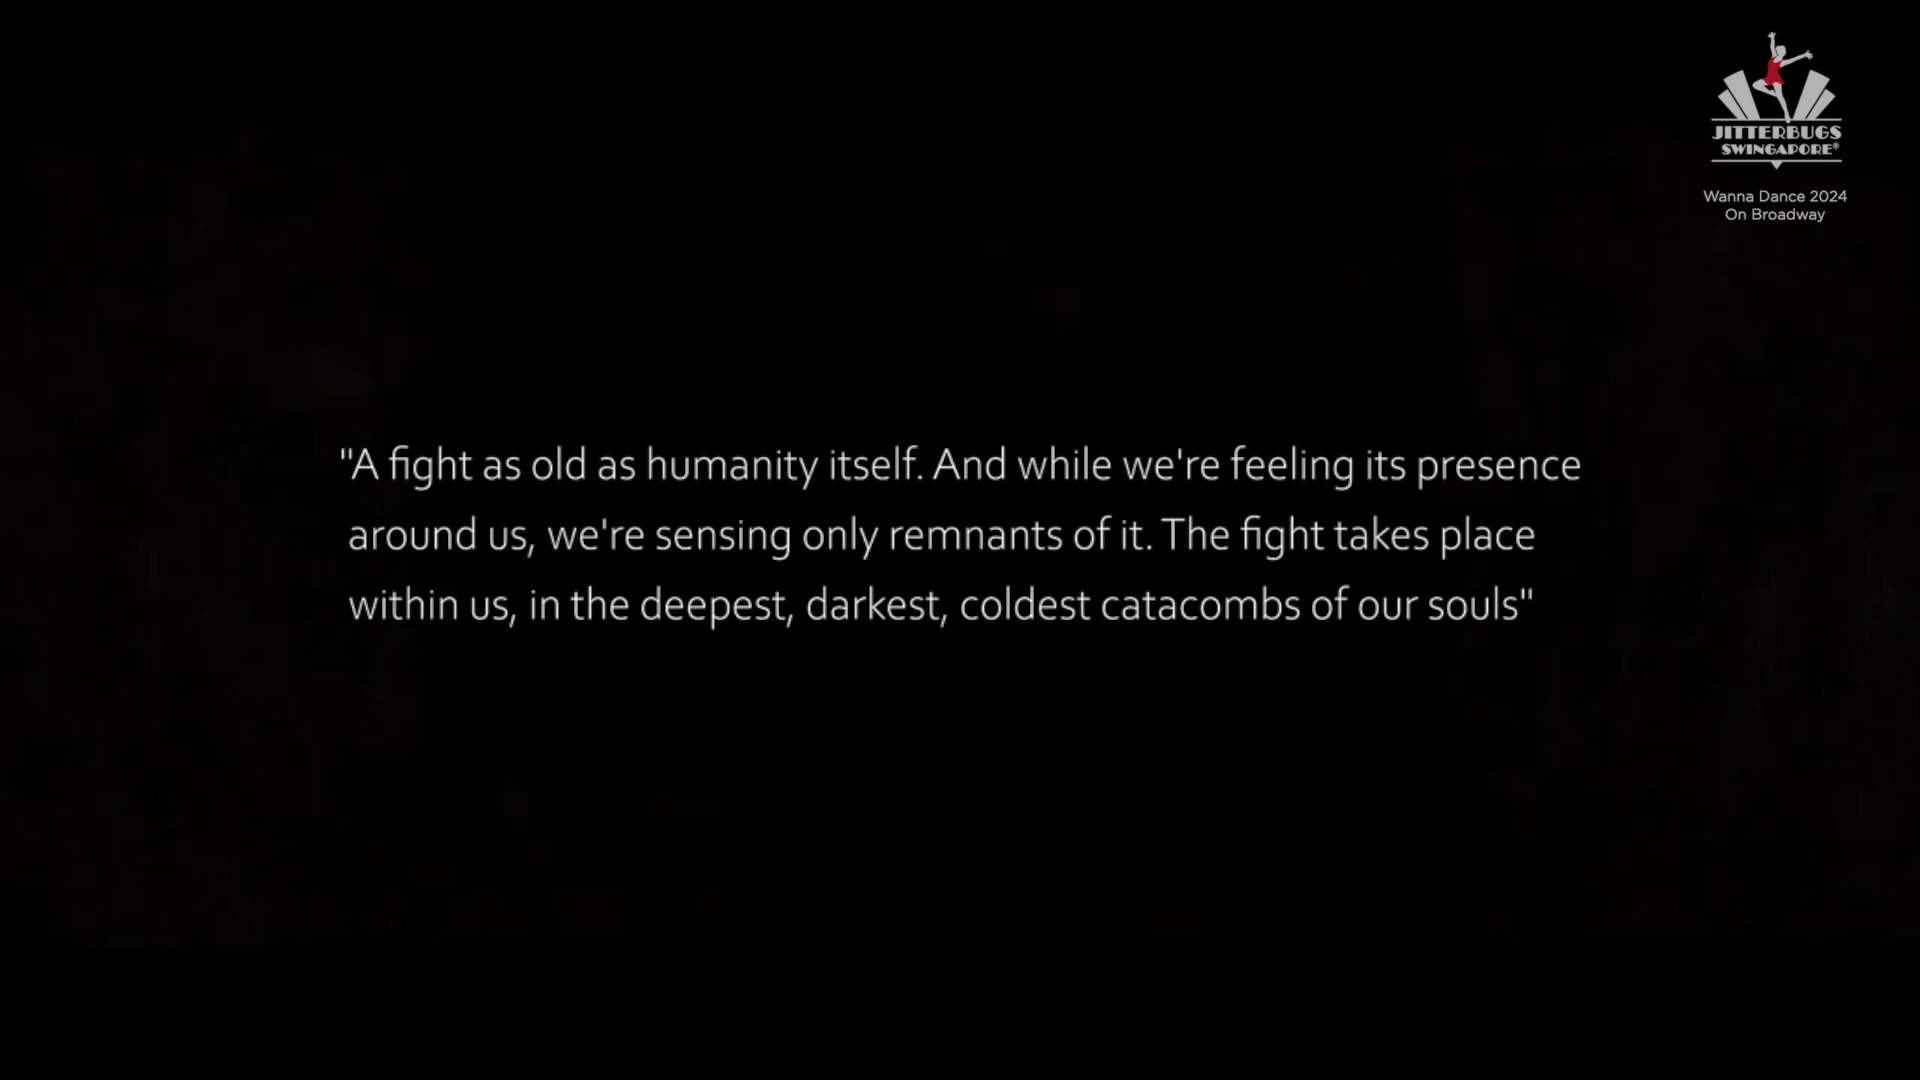 JITTERBUGS
SWINGAPORE®
Wanna Dance 2024
On Broadway
"A fight as old as humanity itself. And while we're feeling its presence
around us, we're sensing only remnants of it. The fight takes place
within us, in the deepest, darkest, coldest catacombs of our souls"